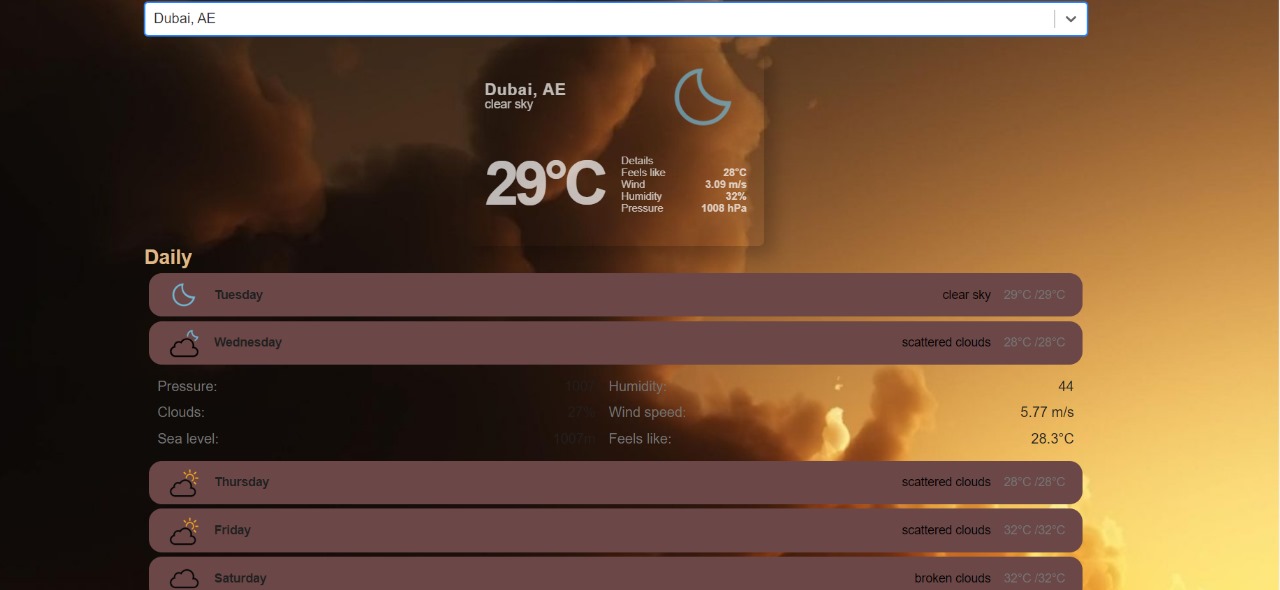 Dubai, AE
Dubai, AE
clear sky
29°C
Details
Feels like 28°C
Wind 3.09 m/s
Humidity 32%
Pressure 1008 hPa
Daily
Tuesday clear sky 29°C /29°C
Wednesday scattered clouds 28°C /28°C
Pressure: 1007 Humidity: 44
Clouds: 27% Wind speed: 5.77 m/s
Sea level: 1007m Feels like: 28.3°C
Thursday scattered clouds 28°C /28°C
Friday scattered clouds 32°C /32°C
Saturday broken clouds 32°C /32°C